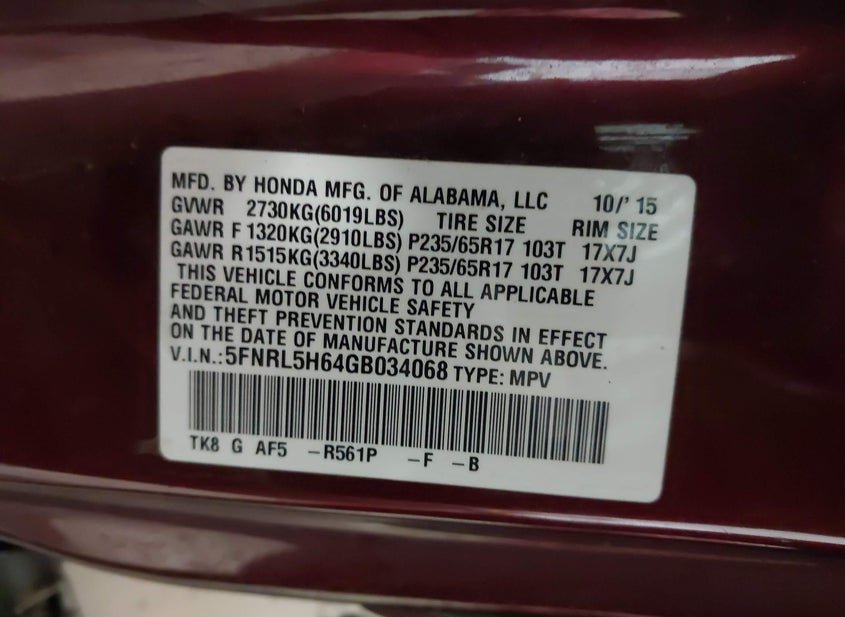 MFD. BY HONDA MFG. OF ALABAMA, LLC 10/' 15
GVWR 2730KG(6019LBS) TIRE SIZE RIM SIZE
GAWR F 1320KG(2910LBS) P235/65R17 103T 17X7J
GAWR R1515KG(3340LBS) P235/65R17 103T 17X7J
THIS VEHICLE CONFORMS TO ALL APPLICABLE
FEDERAL MOTOR VEHICLE SAFETY
AND THEFT PREVENTION STANDARDS IN EFFECT
ON THE DATE OF MANUFACTURE SHOWN ABOVE.
V.I.N.:5FNRL5H64GB034068 TYPE: MPV
TK8 G AF5 -R561P -F -B